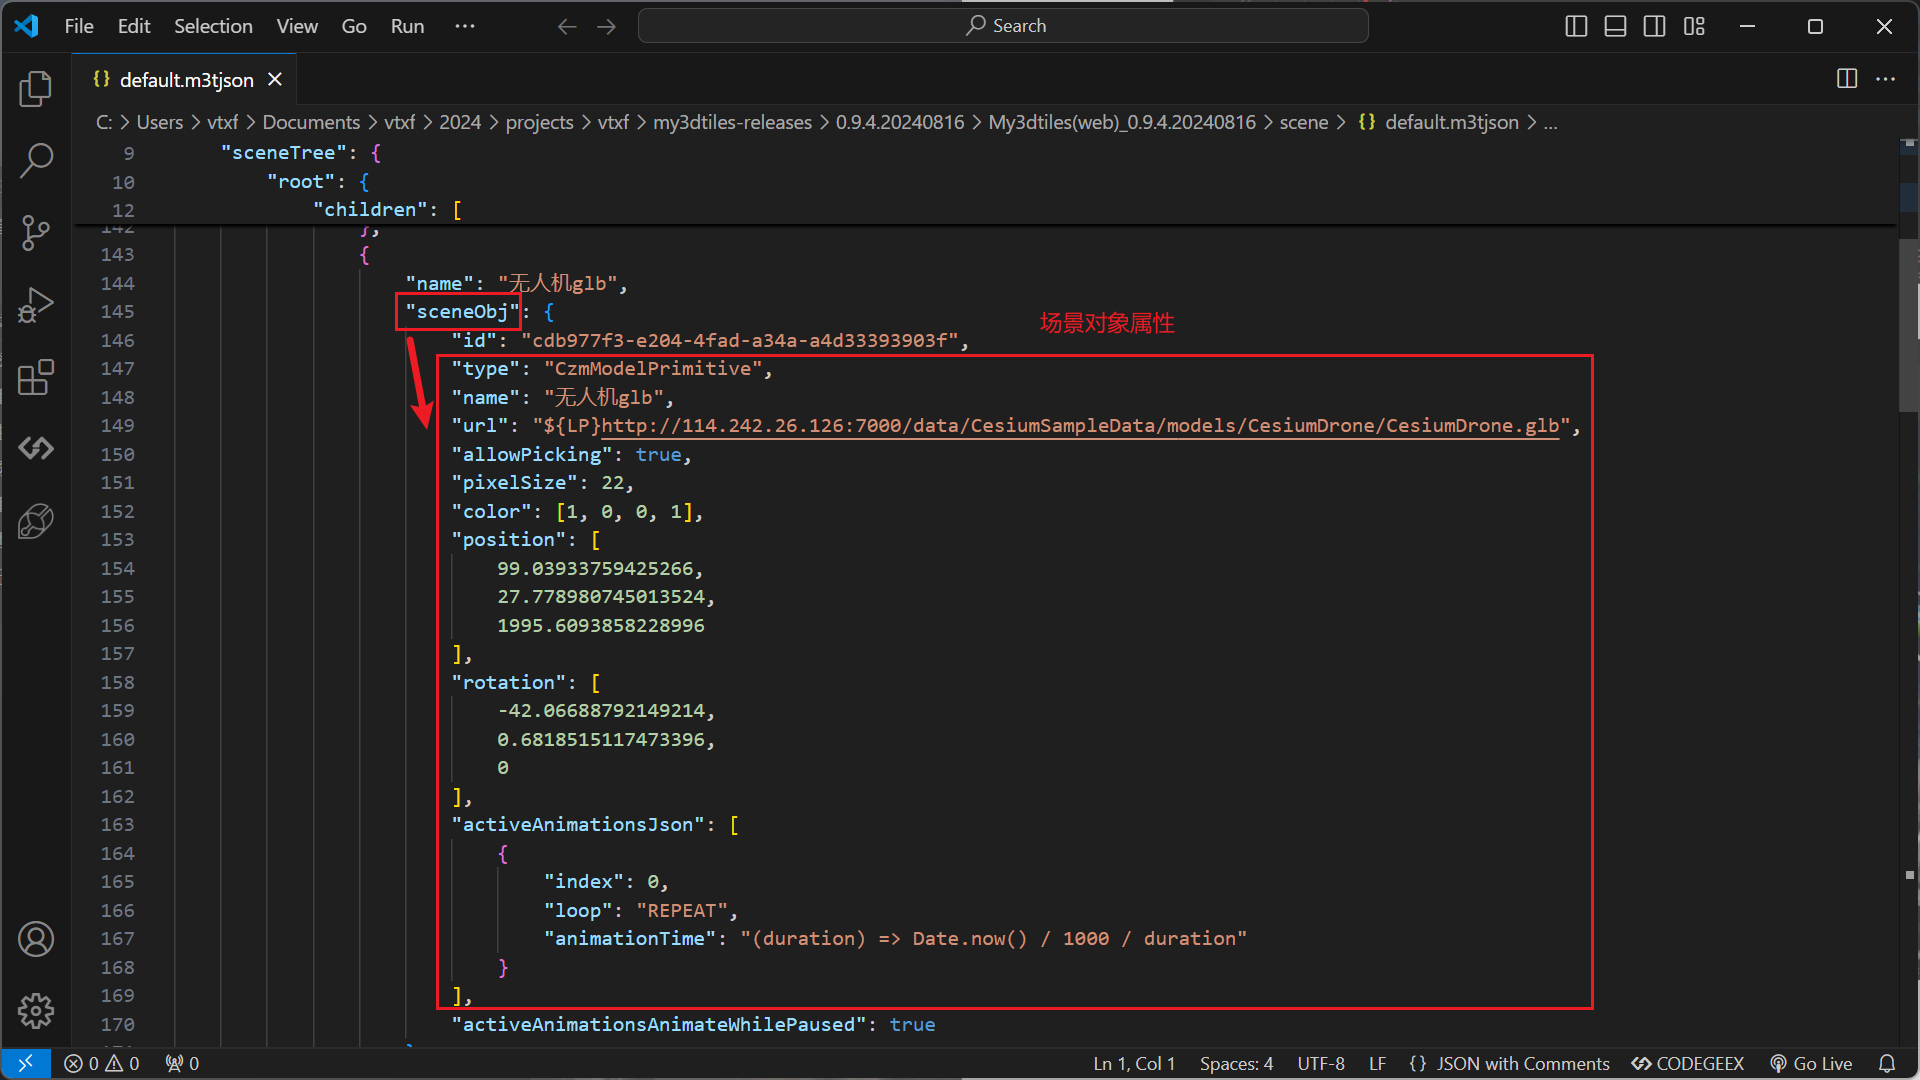 File Edit Selection View Go Run ··· Search
{} default.m3tjson
C: > Users > vtxf > Documents > vtxf > 2024 > projects > vtxf > my3dtiles-releases > 0.9.4.20240816 > My3dtiles(web)_0.9.4.20240816 > scene > {} default.m3tjson > ...
9 "sceneTree": {
10 "root": {
12 "children": [
142 },
143 {
144 "name": "无人机glb",
145 "sceneObj": {
场景对象属性
146 "id": "cdb977f3-e204-4fad-a34a-a4d33393903f",
147 "type": "CzmModelPrimitive",
148 "name": "无人机glb",
149 "url": "${LP}http://114.242.26.126:7000/data/CesiumSampleData/models/CesiumDrone/CesiumDrone.glb",
150 "allowPicking": true,
151 "pixelSize": 22,
152 "color": [1, 0, 0, 1],
153 "position": [
154 99.03933759425266,
155 27.778980745013524,
156 1995.6093858228996
157 ],
158 "rotation": [
159 -42.06688792149214,
160 0.6818515117473396,
161 0
162 ],
163 "activeAnimationsJson": [
164 {
165 "index": 0,
166 "loop": "REPEAT",
167 "animationTime": "(duration) => Date.now() / 1000 / duration"
168 }
169 ],
170 "activeAnimationsAnimateWhilePaused": true
0 0 0 Ln 1, Col 1 Spaces: 4 UTF-8 LF {} JSON with Comments CODEGEEX Go Live